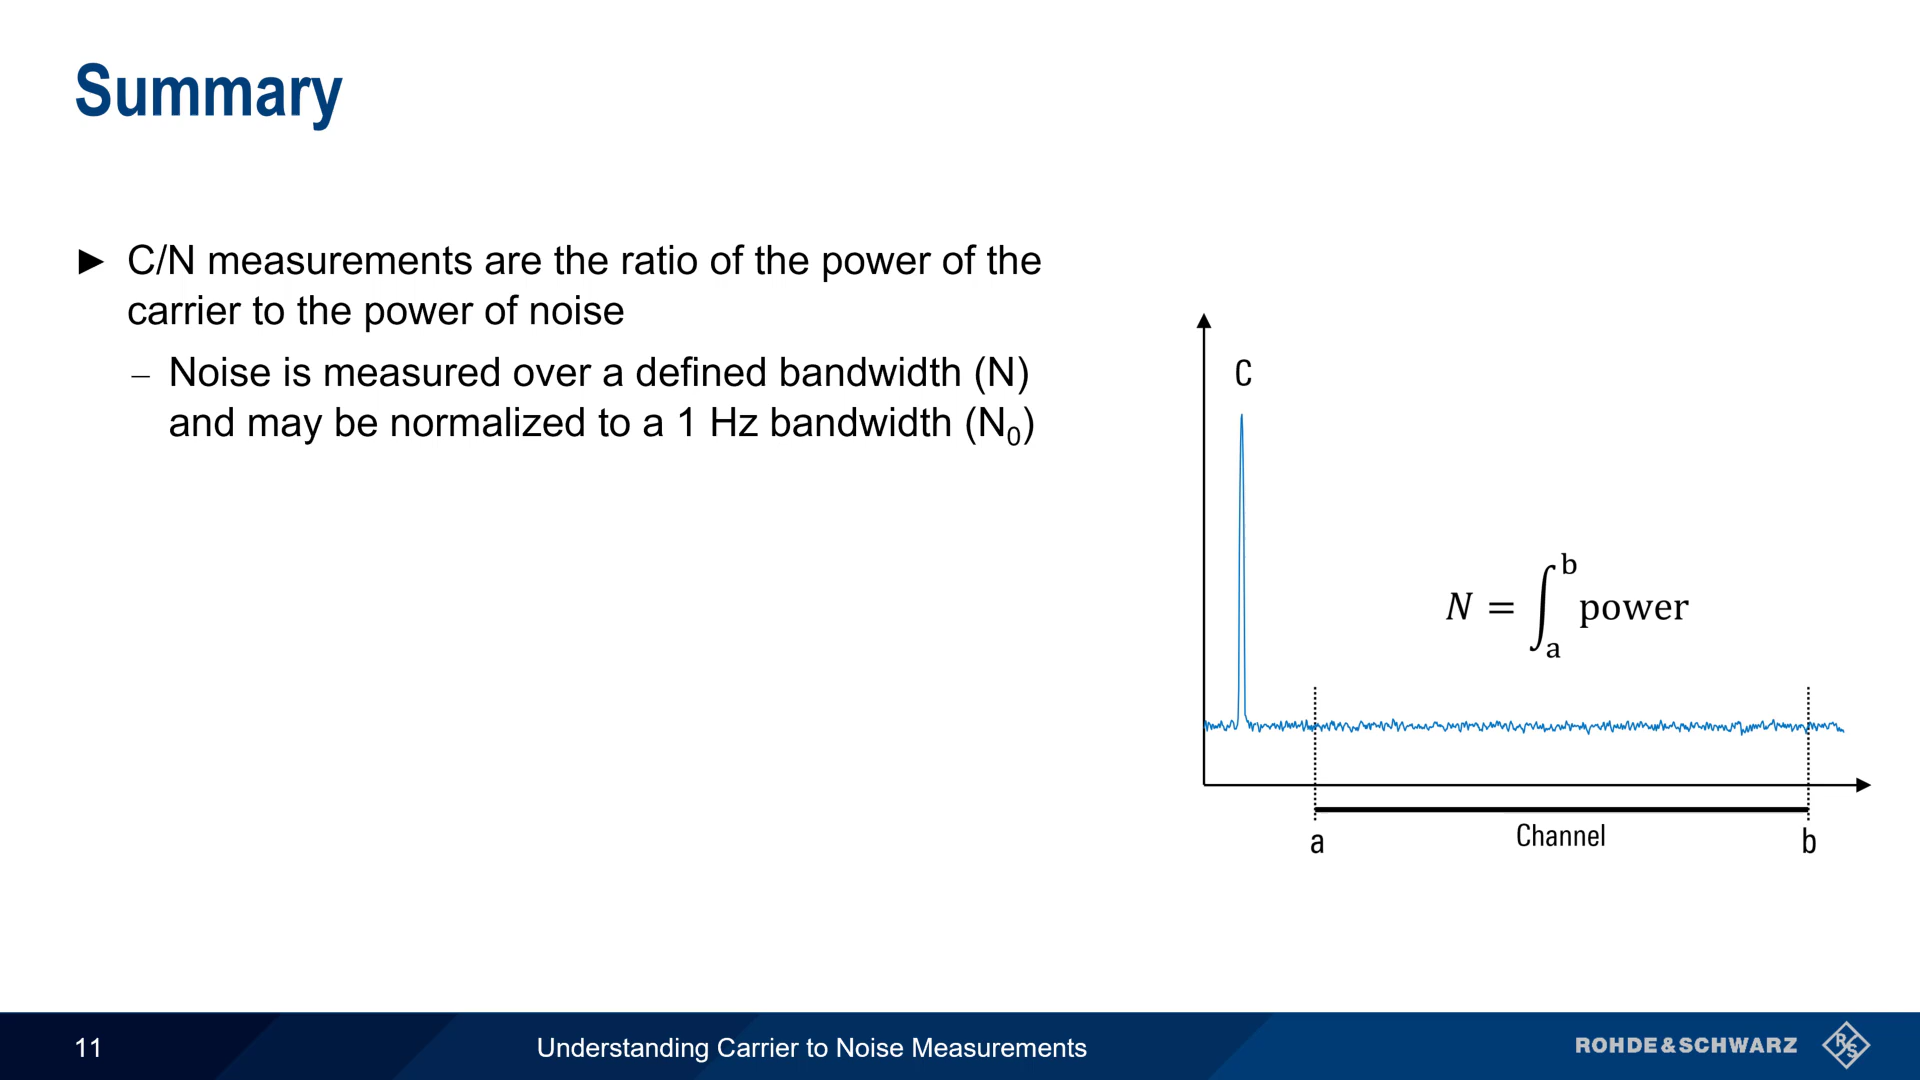 Summary
► C/N measurements are the ratio of the power of the
carrier to the power of noise
– Noise is measured over a defined bandwidth (N)
and may be normalized to a 1 Hz bandwidth (N₀)
C
N = ∫ₐᵇ power
a
Channel
b
11
Understanding Carrier to Noise Measurements
ROHDE&SCHWARZ
R&S